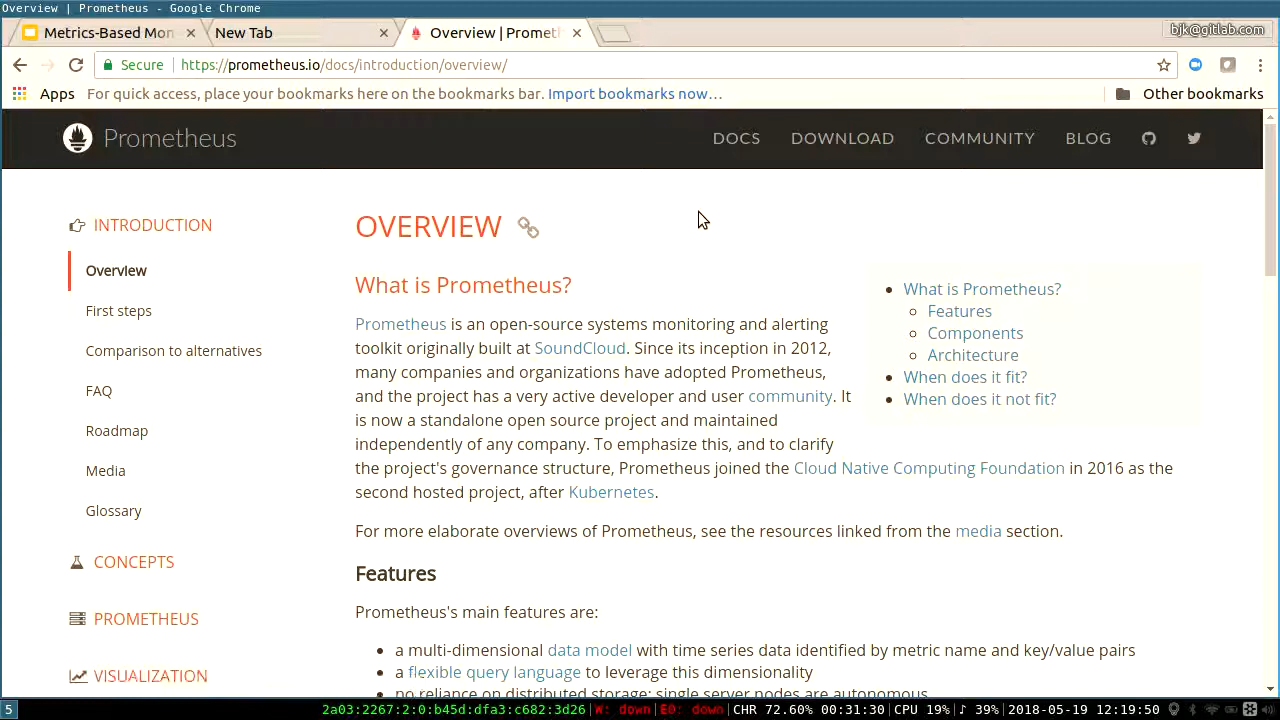 Overview | Prometheus - Google Chrome
Metrics-Based Mon
New Tab
Overview | Promet
bjk@gitlab.com
Secure
https://prometheus.io/docs/introduction/overview/
Apps
For quick access, place your bookmarks here on the bookmarks bar. Import bookmarks now...
Other bookmarks
Prometheus
DOCS
DOWNLOAD
COMMUNITY
BLOG
INTRODUCTION
Overview
First steps
Comparison to alternatives
FAQ
Roadmap
Media
Glossary
CONCEPTS
PROMETHEUS
VISUALIZATION
OVERVIEW
What is Prometheus?
Prometheus is an open-source systems monitoring and alerting
toolkit originally built at SoundCloud. Since its inception in 2012,
many companies and organizations have adopted Prometheus,
and the project has a very active developer and user community. It
is now a standalone open source project and maintained
independently of any company. To emphasize this, and to clarify
the project's governance structure, Prometheus joined the Cloud Native Computing Foundation in 2016 as the
second hosted project, after Kubernetes.
For more elaborate overviews of Prometheus, see the resources linked from the media section.
What is Prometheus?
Features
Components
Architecture
When does it fit?
When does it not fit?
Features
Prometheus's main features are:
a multi-dimensional data model with time series data identified by metric name and key/value pairs
a flexible query language to leverage this dimensionality
no reliance on distributed storage; single server nodes are autonomous
5
2a03:2267:2:0:b45d:dfa3:c682:3d26|W: down|E0: down|CHR 72.60% 00:31:30|CPU 19%|♪ 39%|2018-05-19 12:19:50